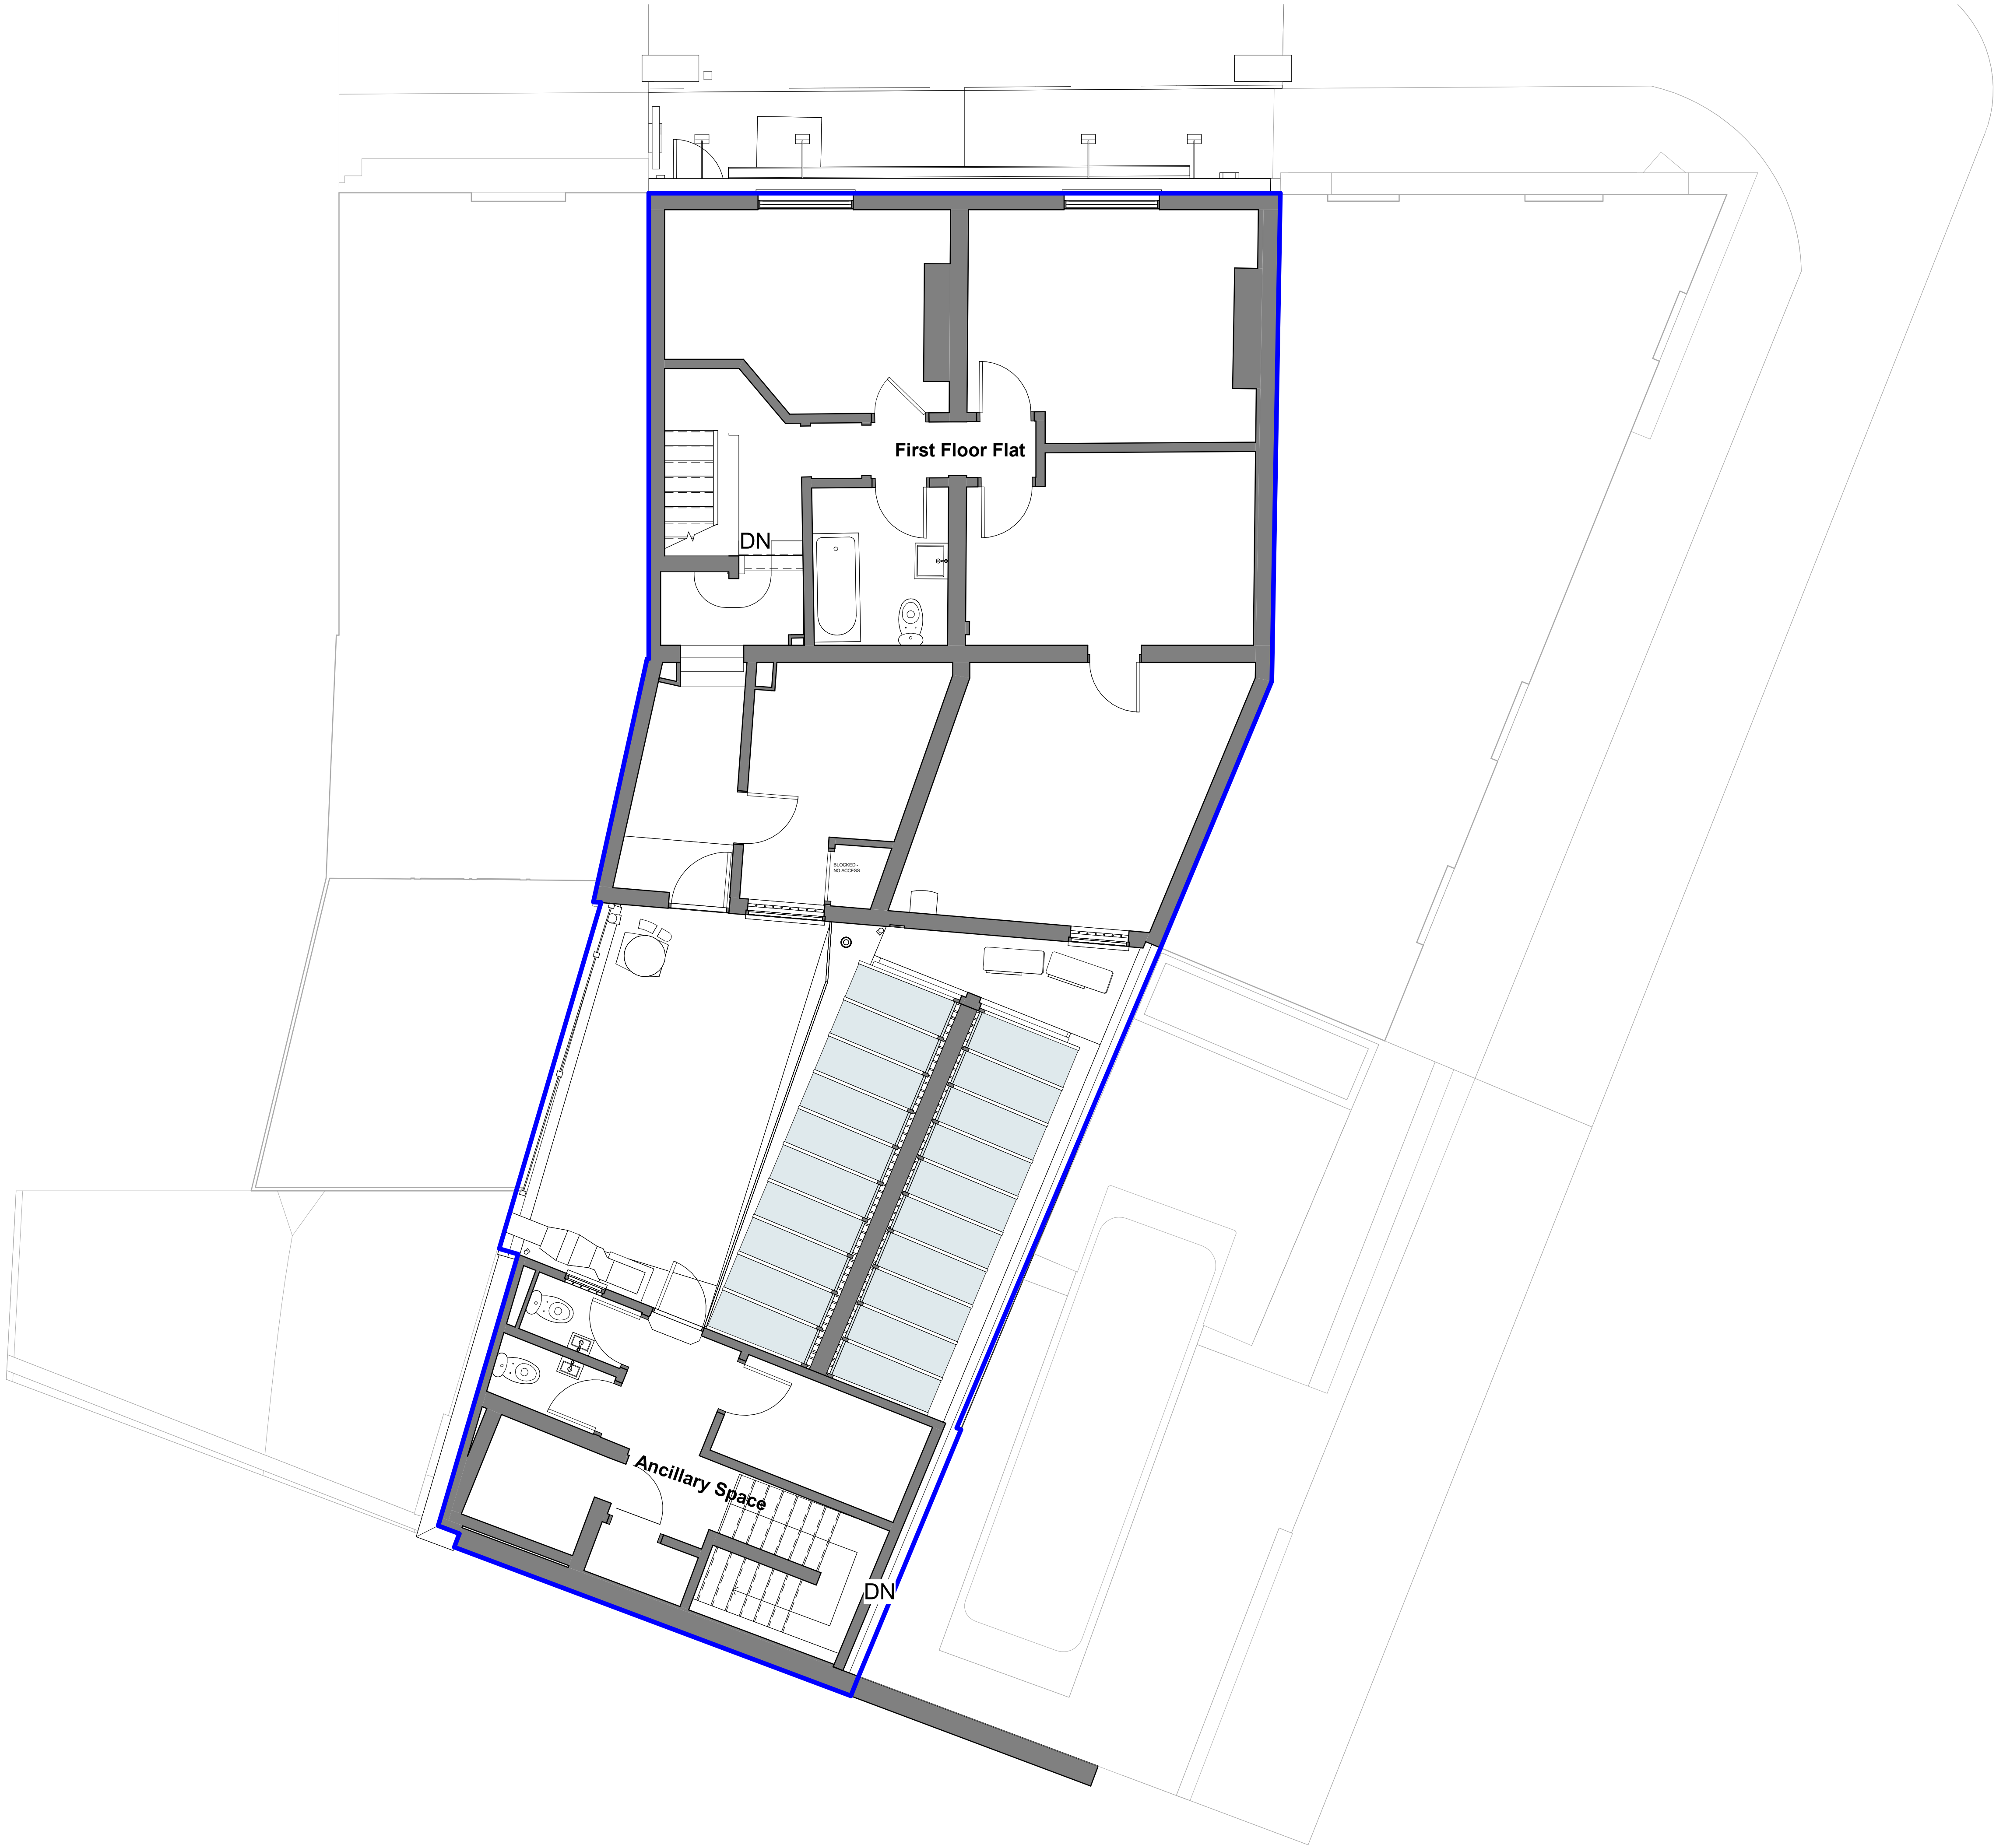 First Floor Flat
DN
BLOCKED -
NO ACCESS
Ancillary Space
DN